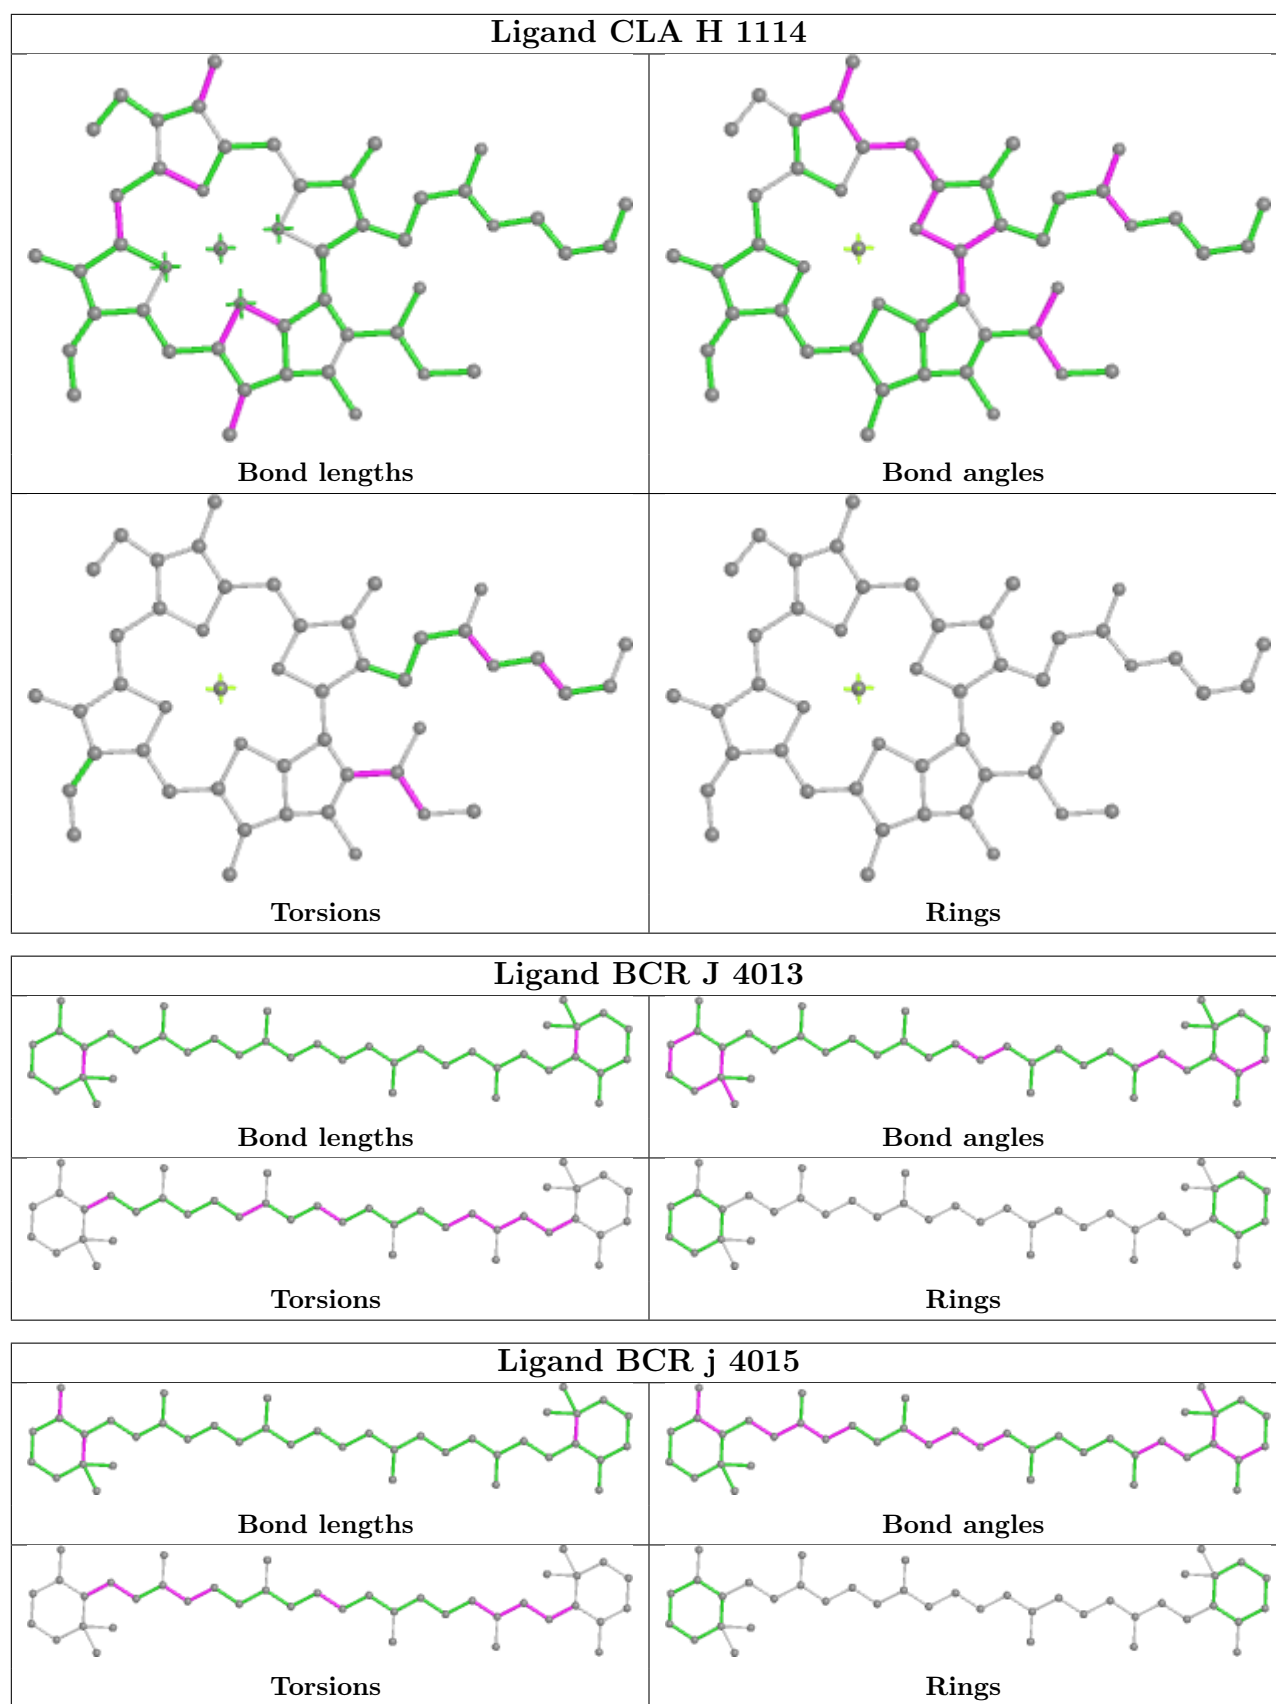 Ligand CLA H 1114
Bond lengths
Bond angles
Torsions
Rings
Ligand BCR J 4013
Bond lengths
Bond angles
Torsions
Rings
Ligand BCR j 4015
Bond lengths
Bond angles
Torsions
Rings